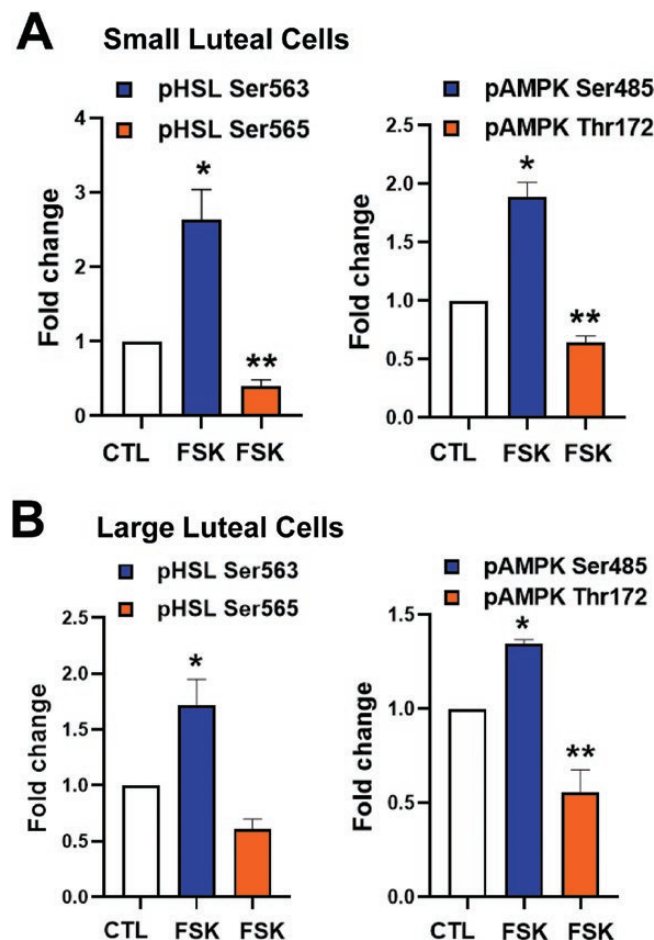 A Small Luteal Cells
pHSL Ser563
pHSL Ser565
4
3
2
1
0
Fold change
*
**
CTL FSK FSK
pAMPK Ser485
pAMPK Thr172
2.5
2.0
1.5
1.0
0.5
0.0
Fold change
*
**
CTL FSK FSK
B Large Luteal Cells
pHSL Ser563
pHSL Ser565
2.5
2.0
1.5
1.0
0.5
0.0
Fold change
*
CTL FSK FSK
pAMPK Ser485
pAMPK Thr172
1.5
1.0
0.5
0.0
Fold change
*
**
CTL FSK FSK